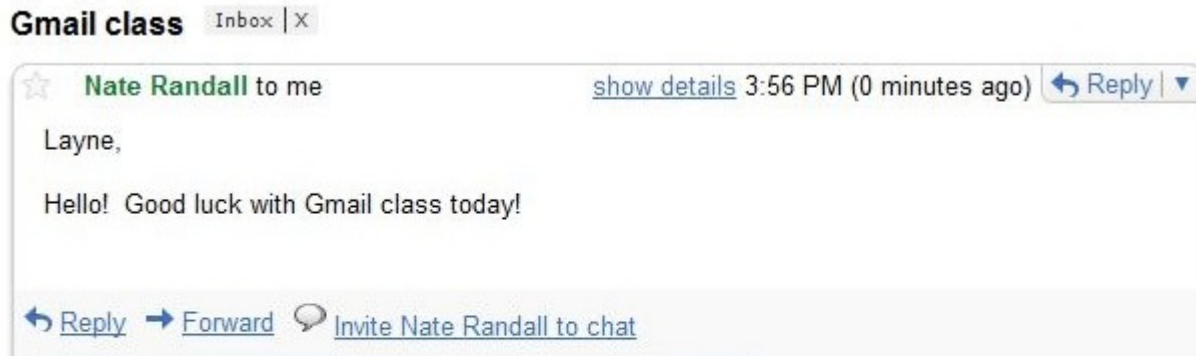 Gmail class Inbox | X
Nate Randall to me show details 3:56 PM (0 minutes ago) Reply |
Layne,
Hello! Good luck with Gmail class today!
Reply Forward Invite Nate Randall to chat